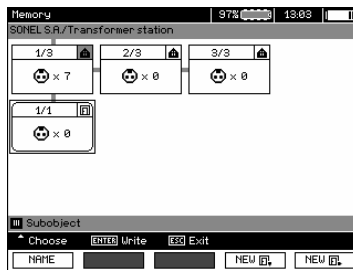 Memory 97% 13:03
SONEL S.A./Transformer station
1/3 2/3 3/3
x 7 x 0 x 0
1/1
x 0
Subobject
Choose ENTER Write ESC Exit
NAME NEW NEW